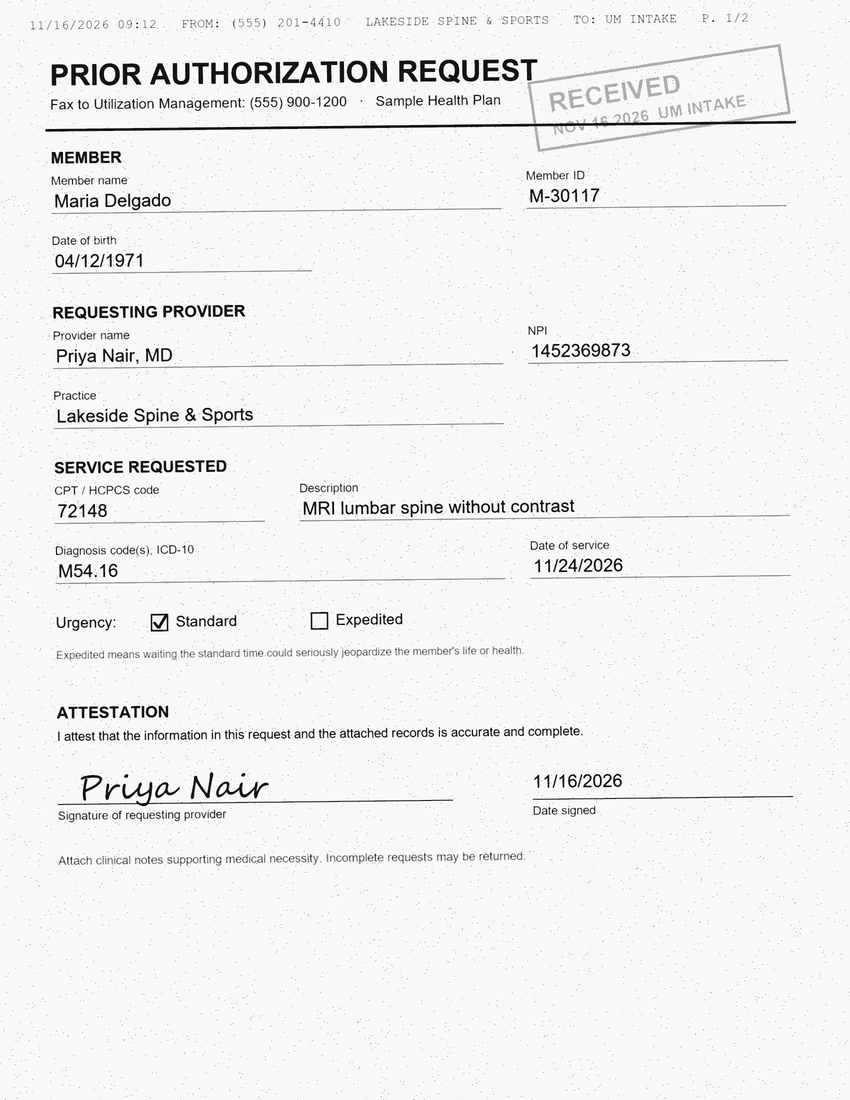 11/16/2026 09:12 FROM: (555) 201-4410 LAKESIDE SPINE & SPORTS TO: UM INTAKE P. 1/2
PRIOR AUTHORIZATION REQUEST
Fax to Utilization Management: (555) 900-1200 · Sample Health Plan
RECEIVED
NOV 16 2026 UM INTAKE
MEMBER
Member name
Maria Delgado
Member ID
M-30117
Date of birth
04/12/1971
REQUESTING PROVIDER
Provider name
Priya Nair, MD
NPI
1452369873
Practice
Lakeside Spine & Sports
SERVICE REQUESTED
CPT / HCPCS code
72148
Description
MRI lumbar spine without contrast
Diagnosis code(s), ICD-10
M54.16
Date of service
11/24/2026
Urgency: Standard Expedited
Expedited means waiting the standard time could seriously jeopardize the member's life or health.
ATTESTATION
I attest that the information in this request and the attached records is accurate and complete.
Priya Nair
Signature of requesting provider
11/16/2026
Date signed
Attach clinical notes supporting medical necessity. Incomplete requests may be returned.